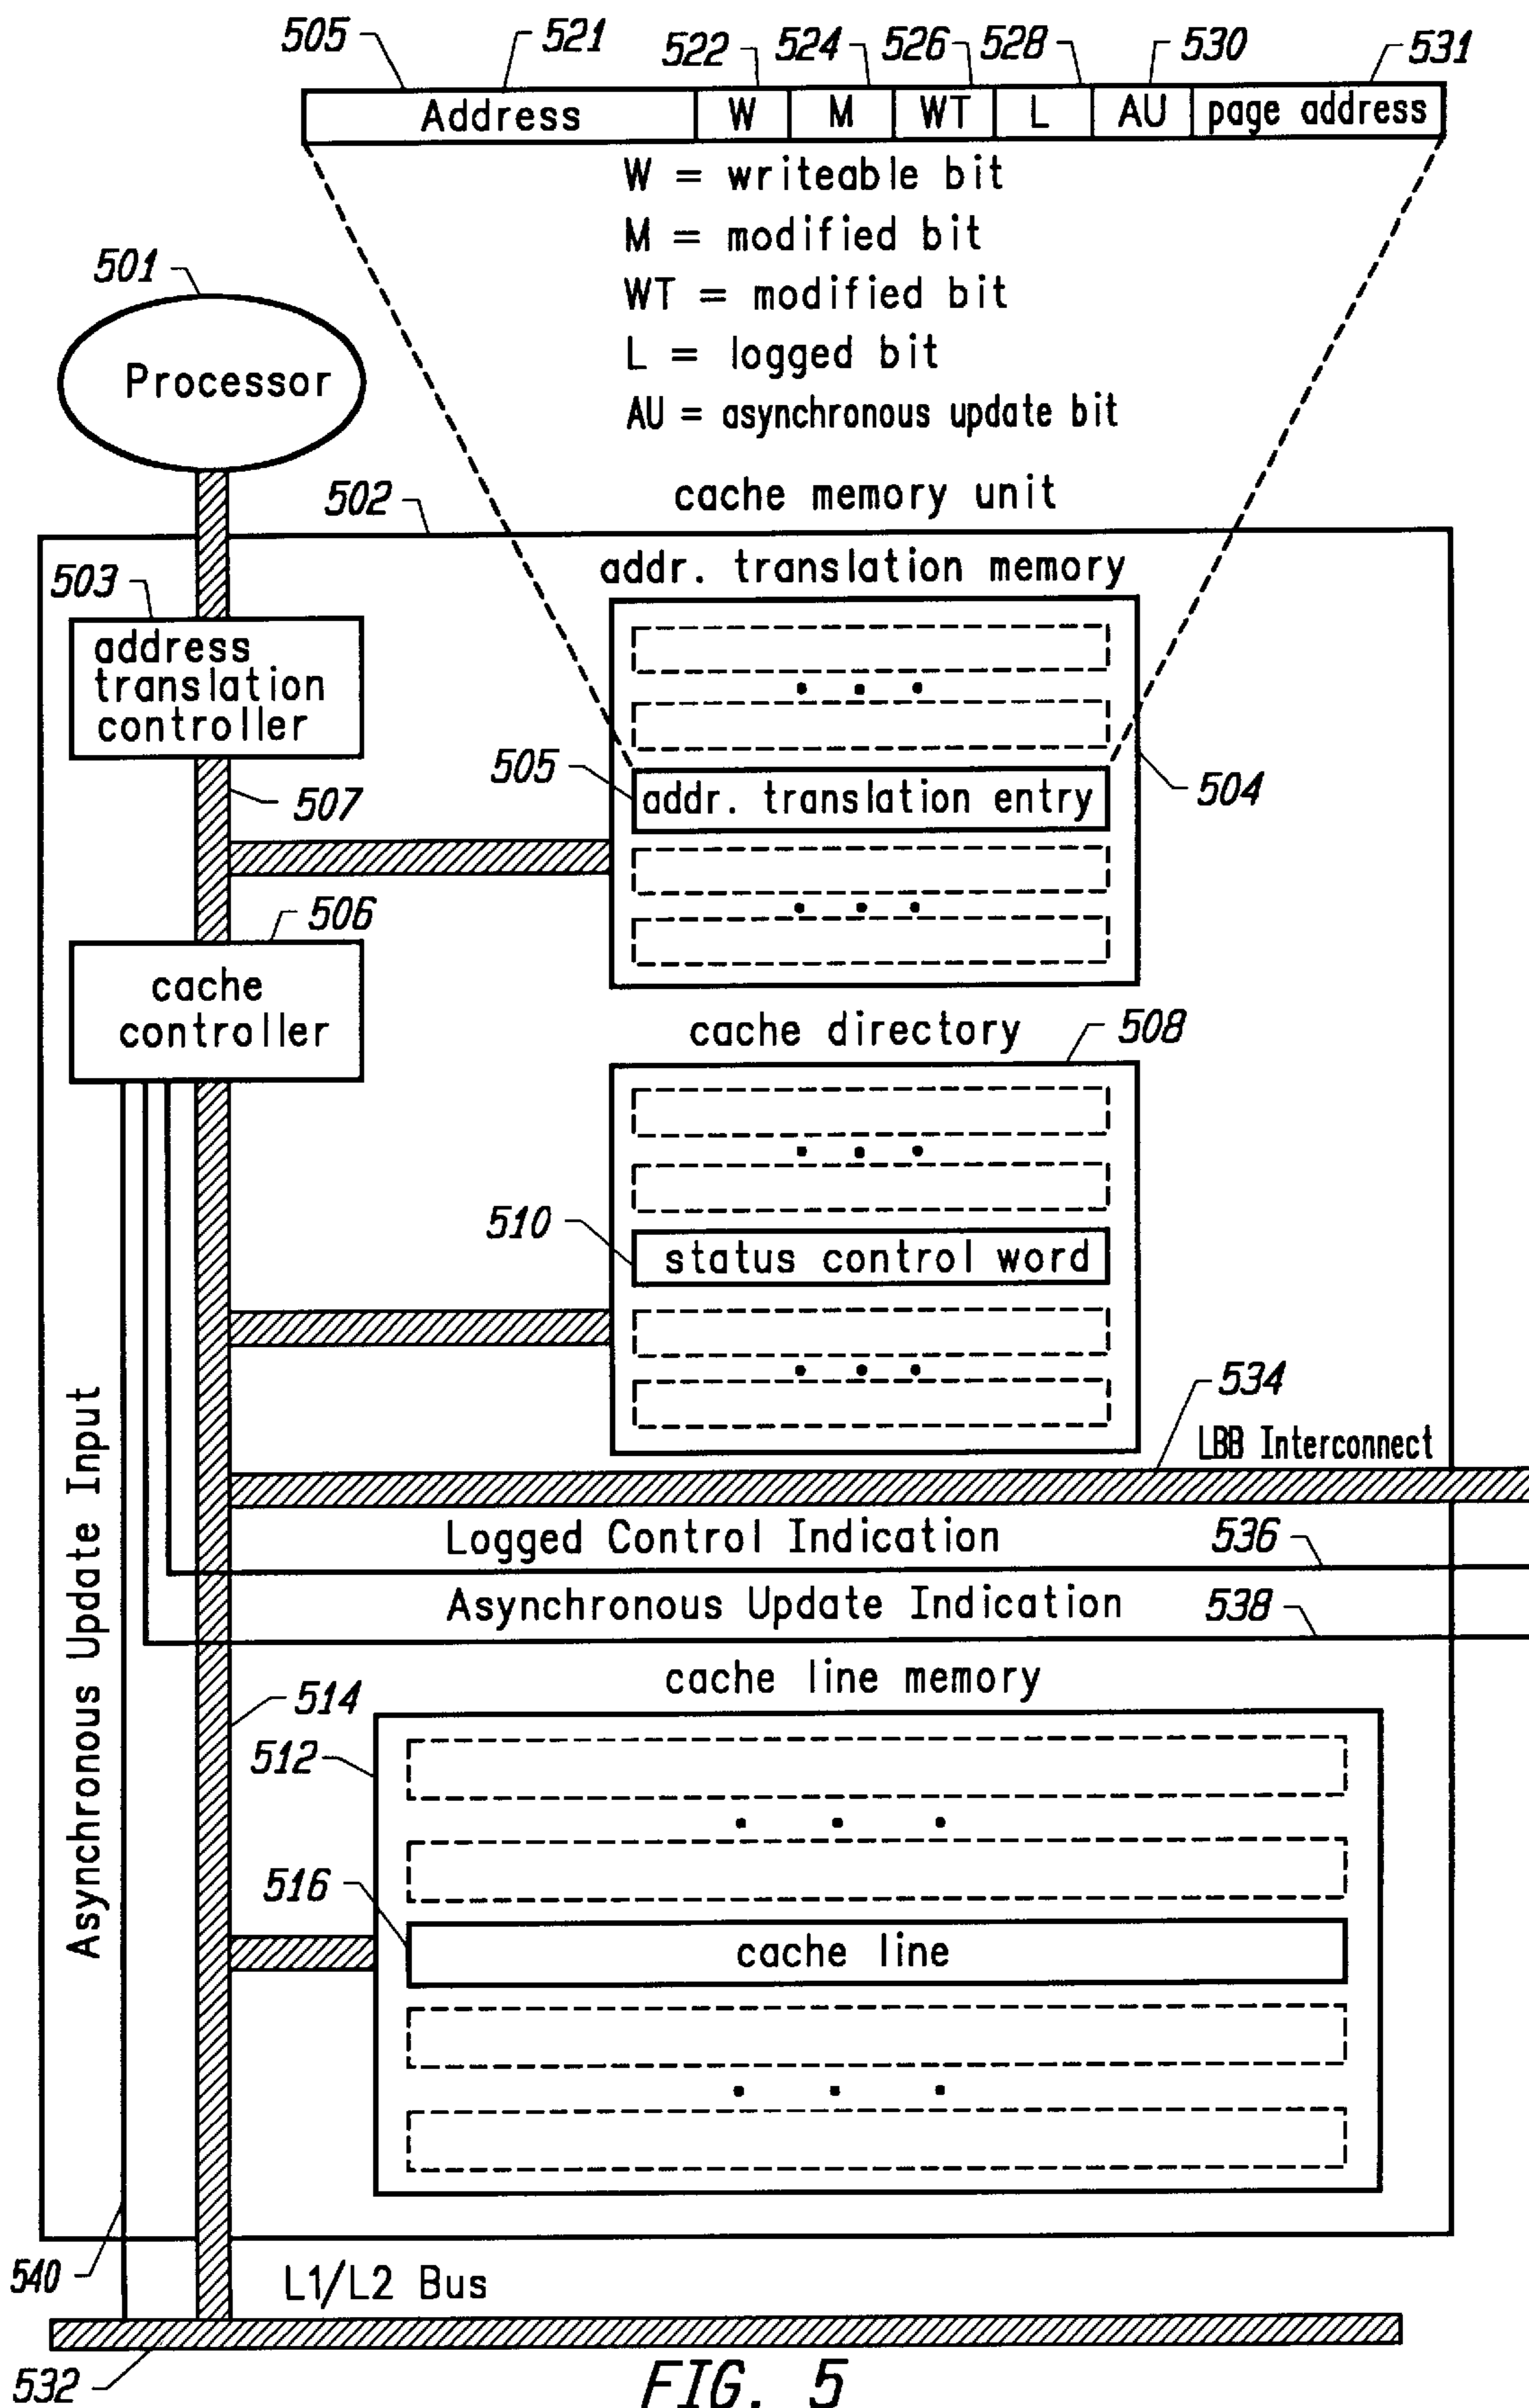 505 521 522 524 526 528 530 531
Address W M WT L AU page address
W = writeable bit
M = modified bit
WT = modified bit
L = logged bit
AU = asynchronous update bit
501
Processor
502
cache memory unit
addr. translation memory
503
address
translation
controller
505
addr. translation entry
504
507
506
cache
controller
cache directory
508
510
status control word
534
LBB Interconnect
Logged Control Indication
536
Asynchronous Update Indication
538
Asynchronous Update Input
cache line memory
514
512
516
cache line
540
L1/L2 Bus
532
FIG. 5